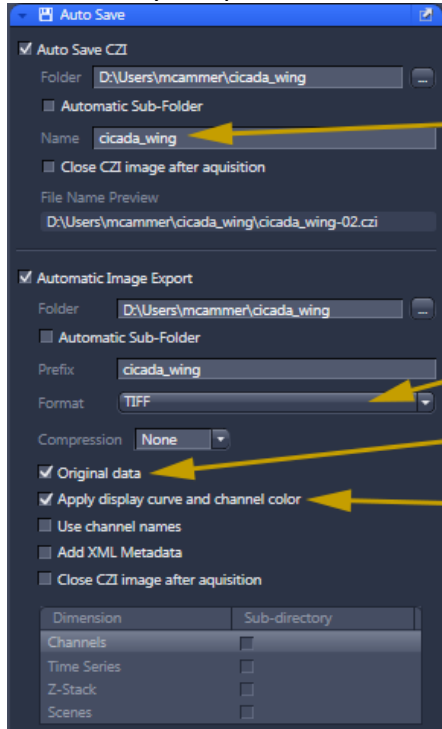 Auto Save
Auto Save CZI
Folder D:\Users\mcammer\cicada_wing ...
Automatic Sub-Folder
Name cicada_wing
Close CZI image after aquisition
File Name Preview
D:\Users\mcammer\cicada_wing\cicada_wing-02.czi
Automatic Image Export
Folder D:\Users\mcammer\cicada_wing ...
Automatic Sub-Folder
Prefix cicada_wing
Format TIFF
Compression None
Original data
Apply display curve and channel color
Use channel names
Add XML Metadata
Close CZI image after aquisition
Dimension Sub-directory
Channels
Time Series
Z-Stack
Scenes